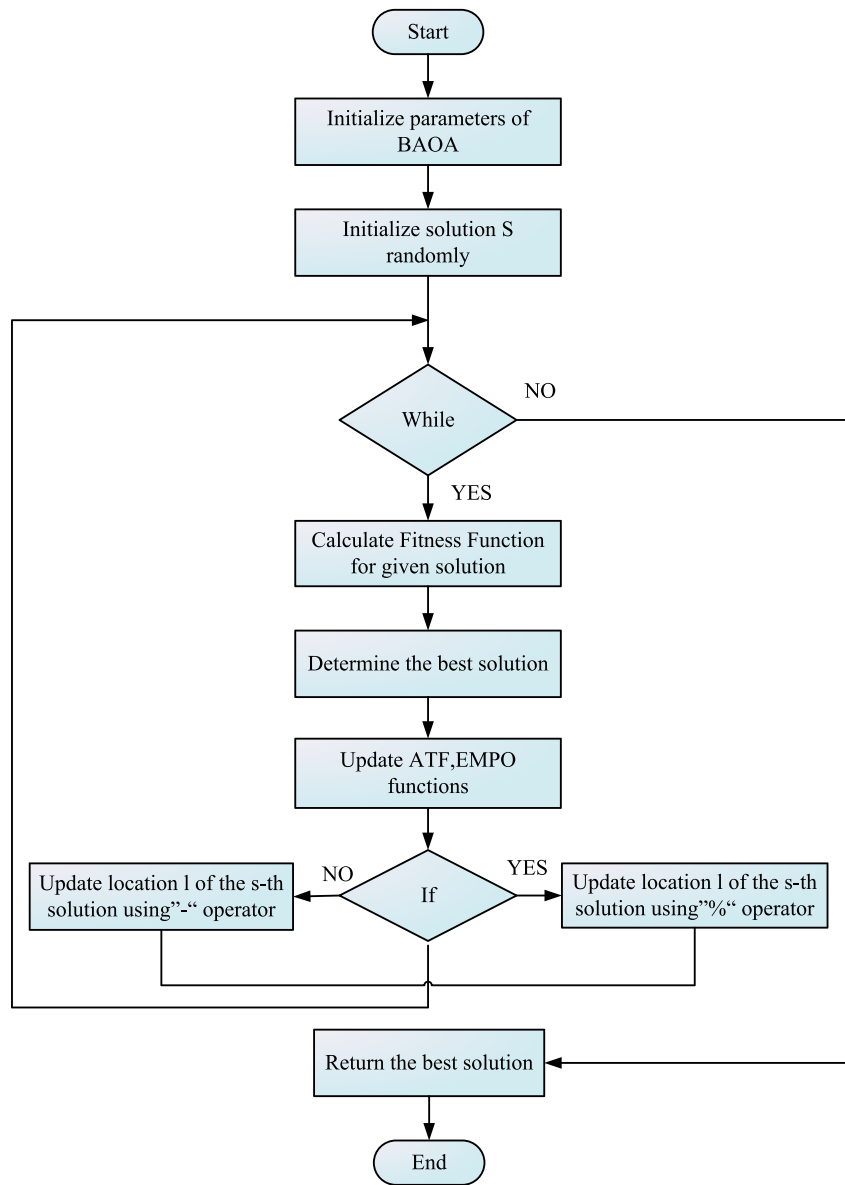 Start
Initialize parameters of
BAOA
Initialize solution S
randomly
NO
While
YES
Calculate Fitness Function
for given solution
Determine the best solution
Update ATF,EMPO
functions
NO
YES
Update location l of the s-th
solution using”-“ operator
If
Update location l of the s-th
solution using”%“ operator
Return the best solution
End